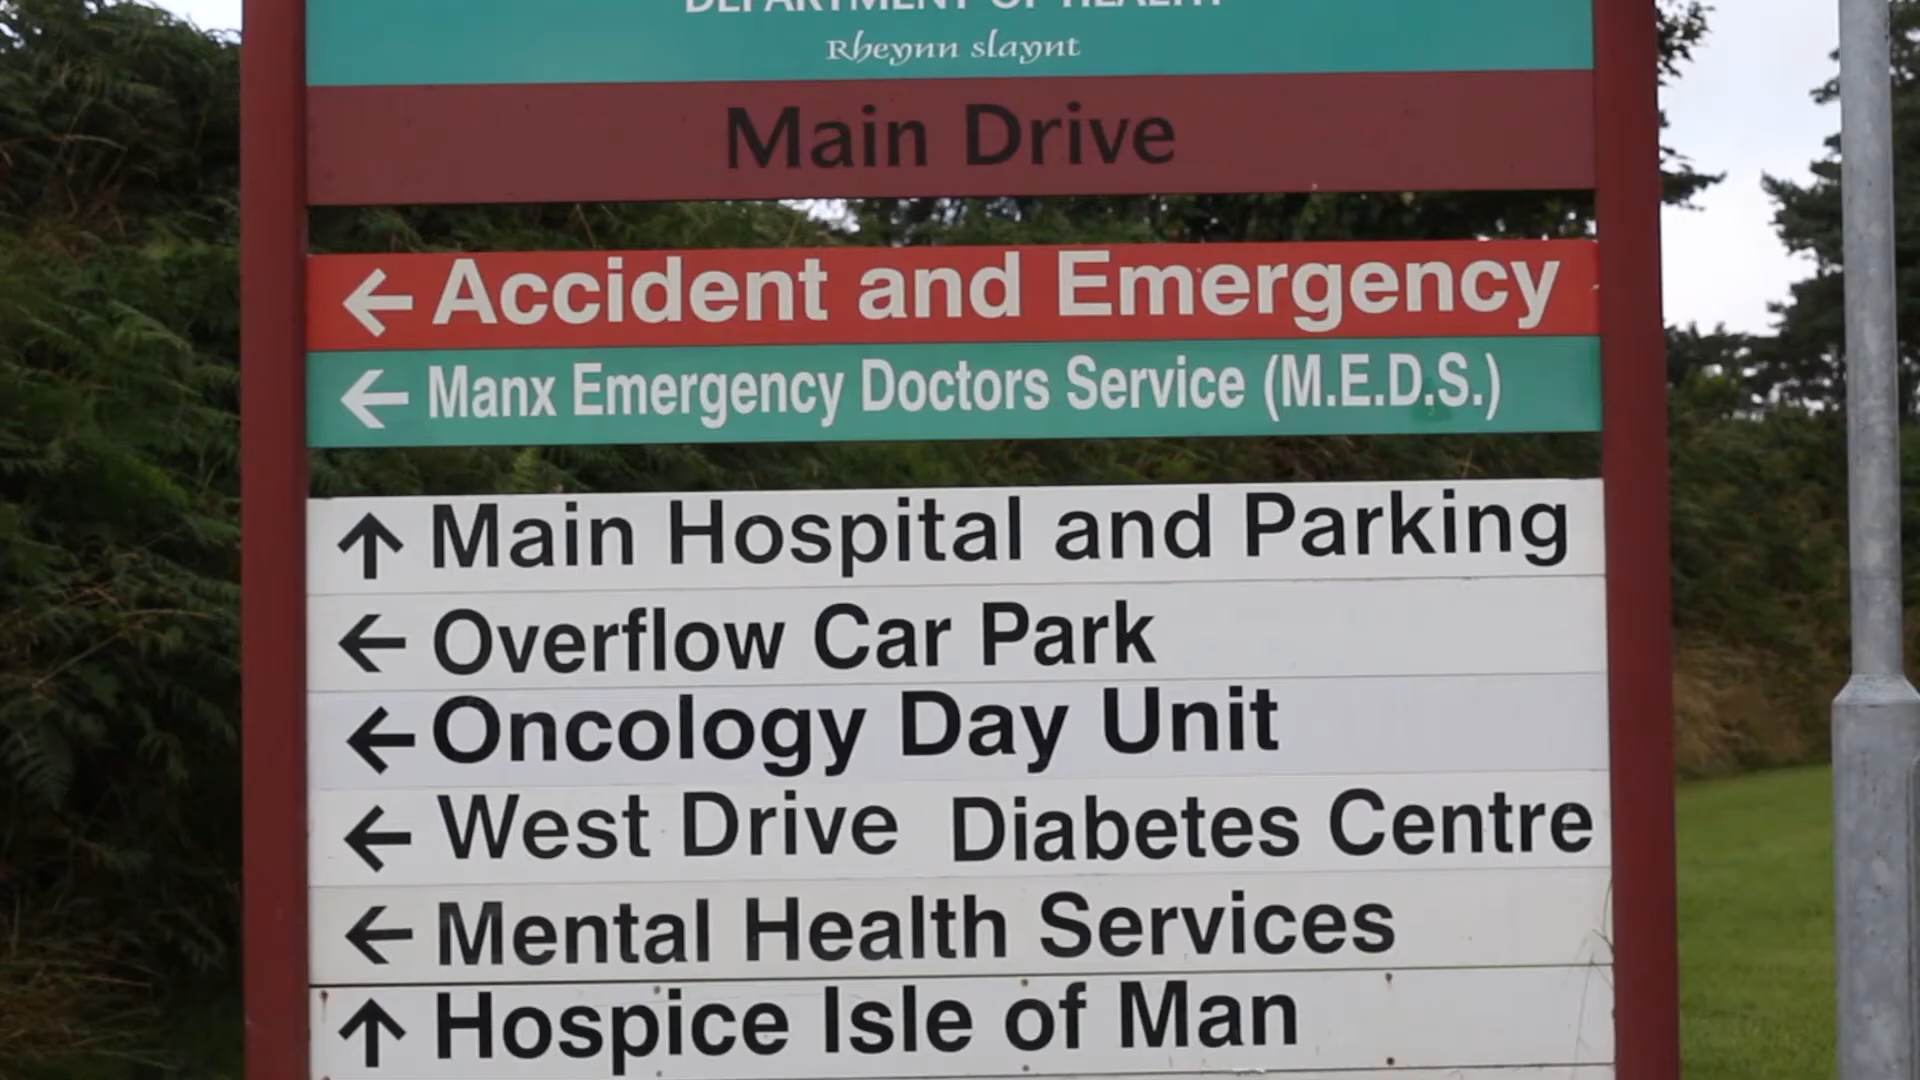 DEPARTMENT OF HEALTH
Rheynn slaynt
Main Drive
← Accident and Emergency
← Manx Emergency Doctors Service (M.E.D.S.)
↑ Main Hospital and Parking
← Overflow Car Park
← Oncology Day Unit
← West Drive Diabetes Centre
← Mental Health Services
↑ Hospice Isle of Man